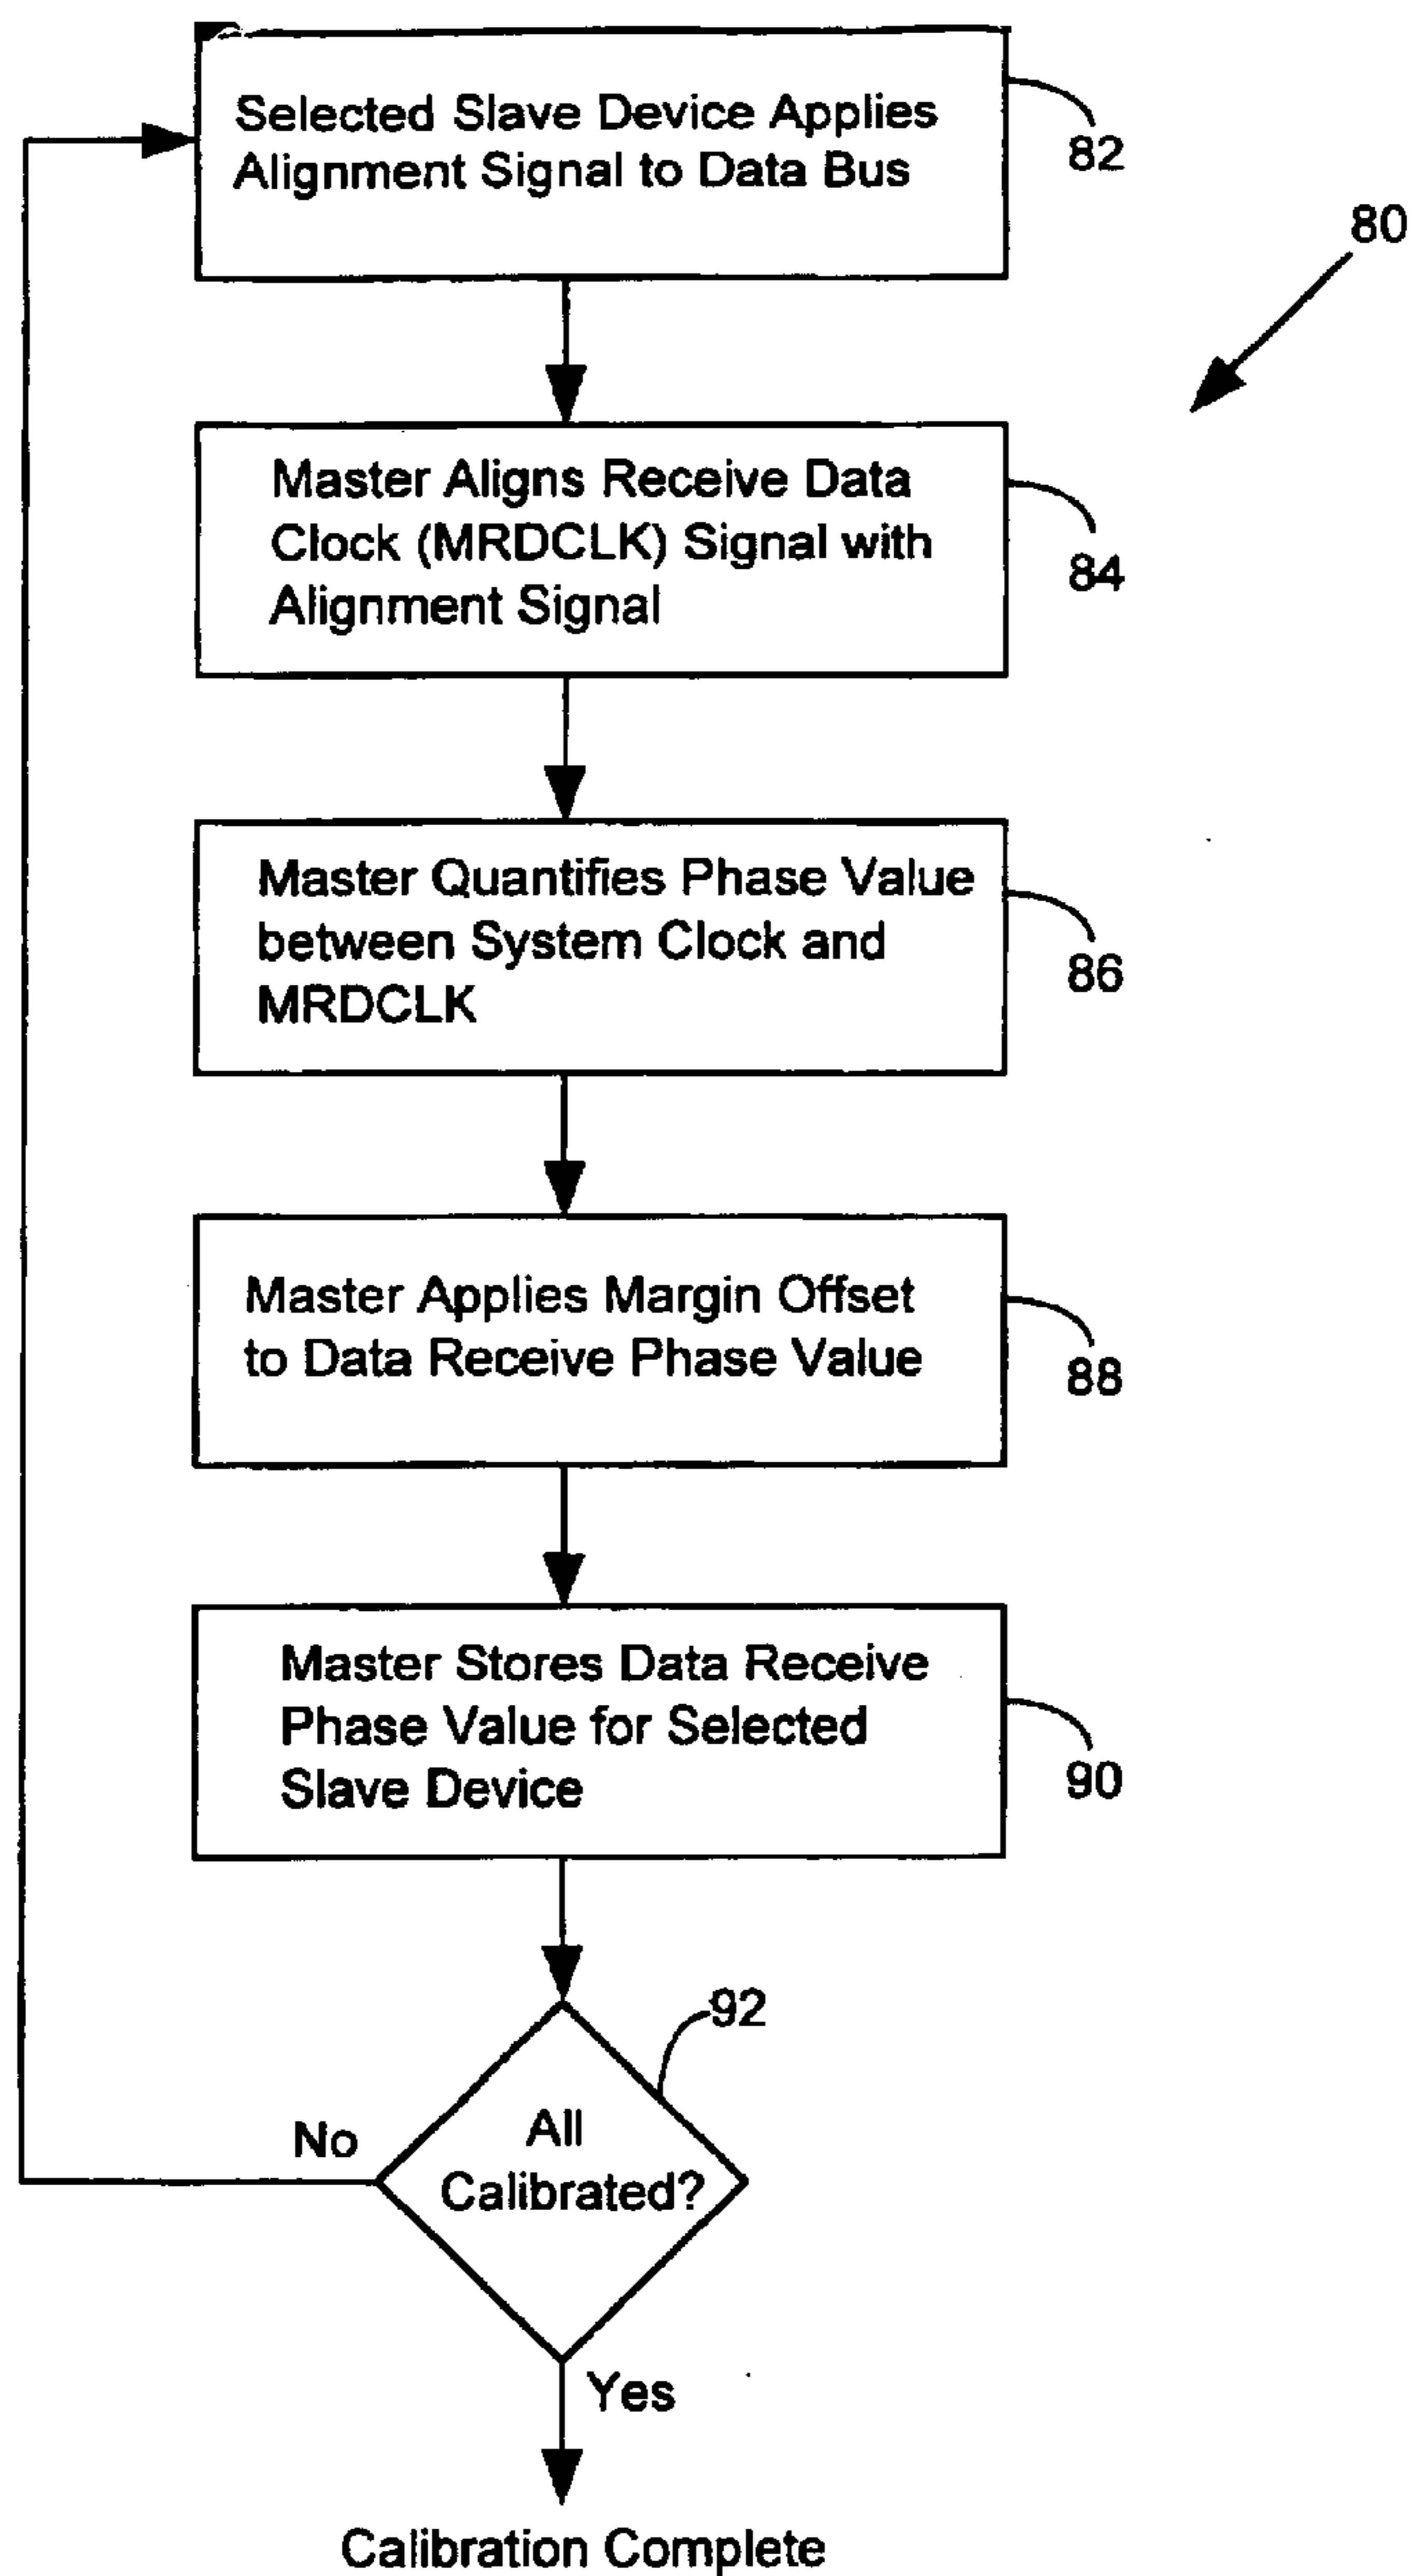 Selected Slave Device Applies
Alignment Signal to Data Bus
82
80
Master Aligns Receive Data
Clock (MRDCLK) Signal with
Alignment Signal
84
Master Quantifies Phase Value
between System Clock and
MRDCLK
86
Master Applies Margin Offset
to Data Receive Phase Value
88
Master Stores Data Receive
Phase Value for Selected
Slave Device
90
92
All
Calibrated?
No
Yes
Calibration Complete